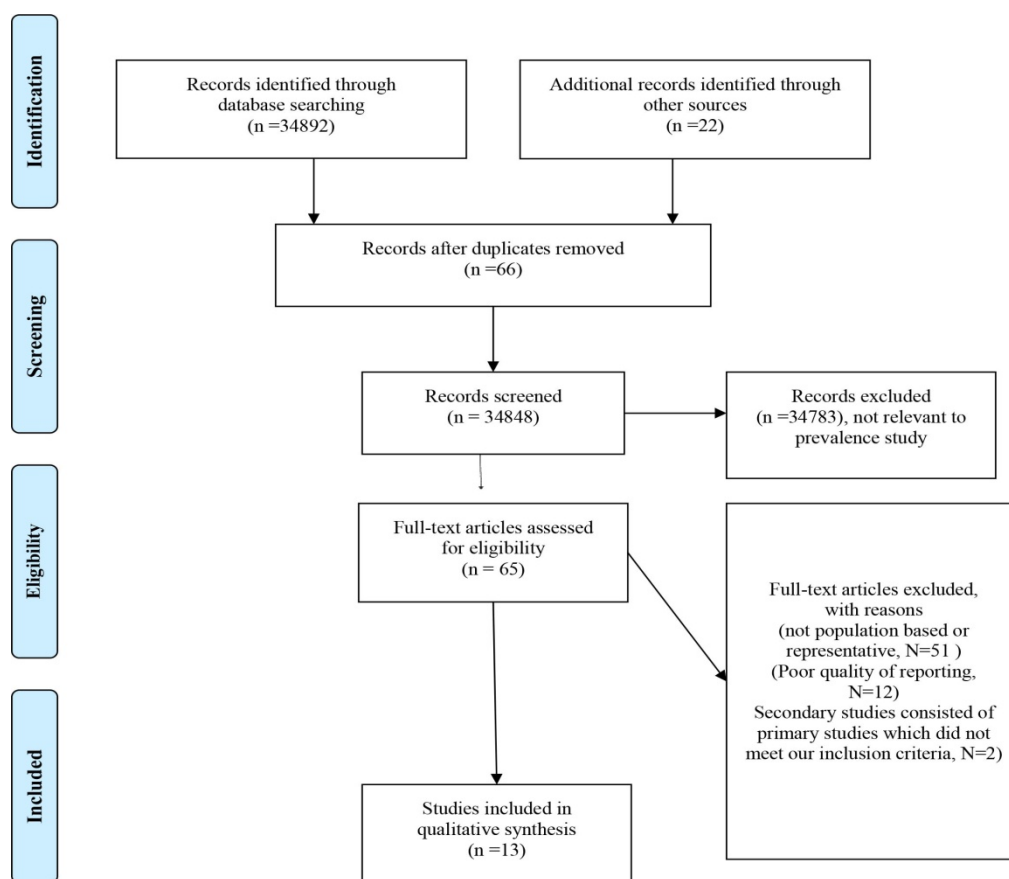 Identification
Records identified through
database searching
(n =34892)
Additional records identified through
other sources
(n =22)
Records after duplicates removed
(n =66)
Screening
Records screened
(n = 34848)
Records excluded
(n =34783), not relevant to
prevalence study
Eligibility
Full-text articles assessed
for eligibility
(n = 65)
Full-text articles excluded,
with reasons
(not population based or
representative, N=51 )
(Poor quality of reporting,
N=12)
Secondary studies consisted of
primary studies which did not
meet our inclusion criteria, N=2)
Included
Studies included in
qualitative synthesis
(n =13)